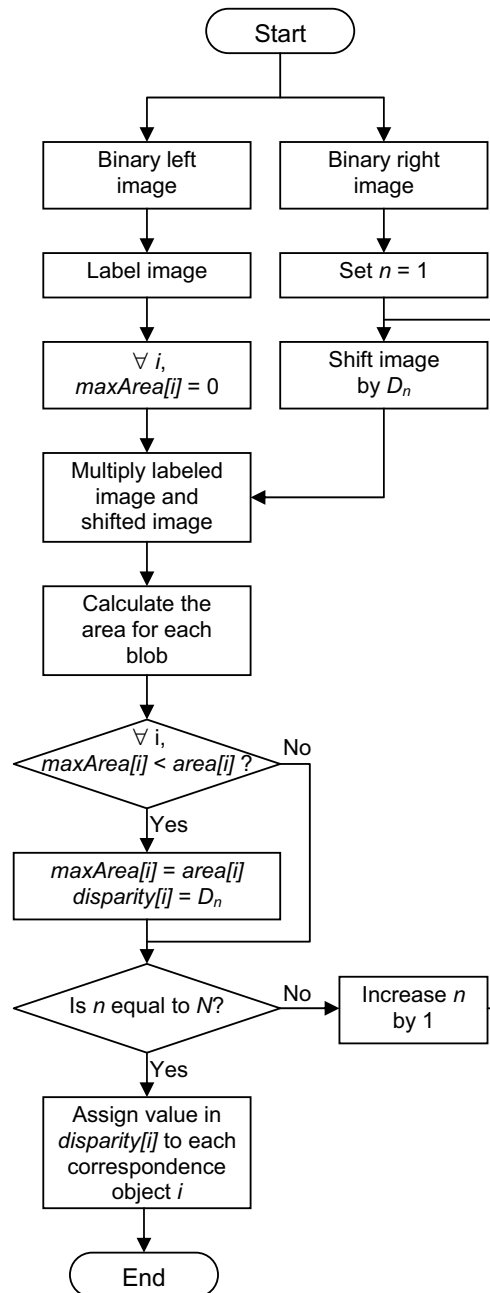 Start
Binary left
image
Binary right
image
Label image
Set n = 1
∀ i,
maxArea[i] = 0
Shift image
by Dₙ
Multiply labeled
image and
shifted image
Calculate the
area for each
blob
∀ i,
maxArea[i] < area[i] ?
No
Yes
maxArea[i] = area[i]
disparity[i] = Dₙ
Is n equal to N?
No
Increase n
by 1
Yes
Assign value in
disparity[i] to each
correspondence
object i
End